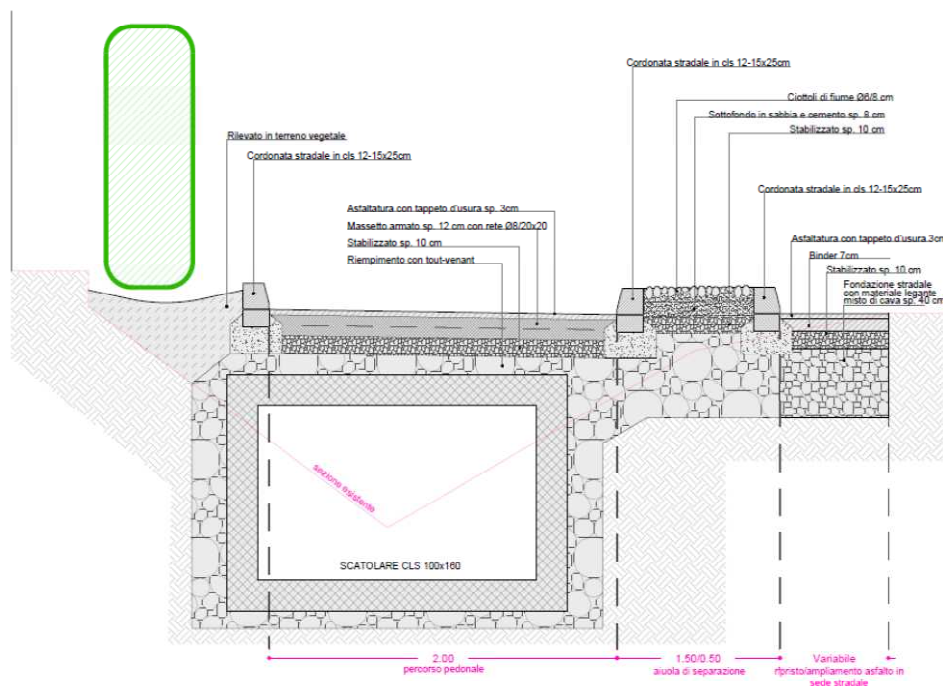 Cordonata stradale in cls 12-15x25cm
Ciottoli di fiume Ø6/8 cm
Sottofondo in sabbia e cemento sp. 8 cm
Stabilizzato sp. 10 cm
Rilevato in terreno vegetale
Cordonata stradale in cls 12-15x25cm
Cordonata stradale in cls 12-15x25cm
Asfaltatura con tappeto d'usura sp. 3cm
Massetto armato sp. 12 cm con rete Ø8/20x20
Stabilizzato sp. 10 cm
Riempimento con tout-venant
Asfaltatura con tappeto d'usura 3cm
Binder 7cm
Stabilizzato sp. 10 cm
Fondazione stradale
con materiale legante
misto di cava sp. 40 cm
sezione esistente
SCATOLARE CLS 100x160
2.00
percorso pedonale
1.50/0.50
aiuola di separazione
Variabile
ripristo/ampliamento asfalto in
sede stradale